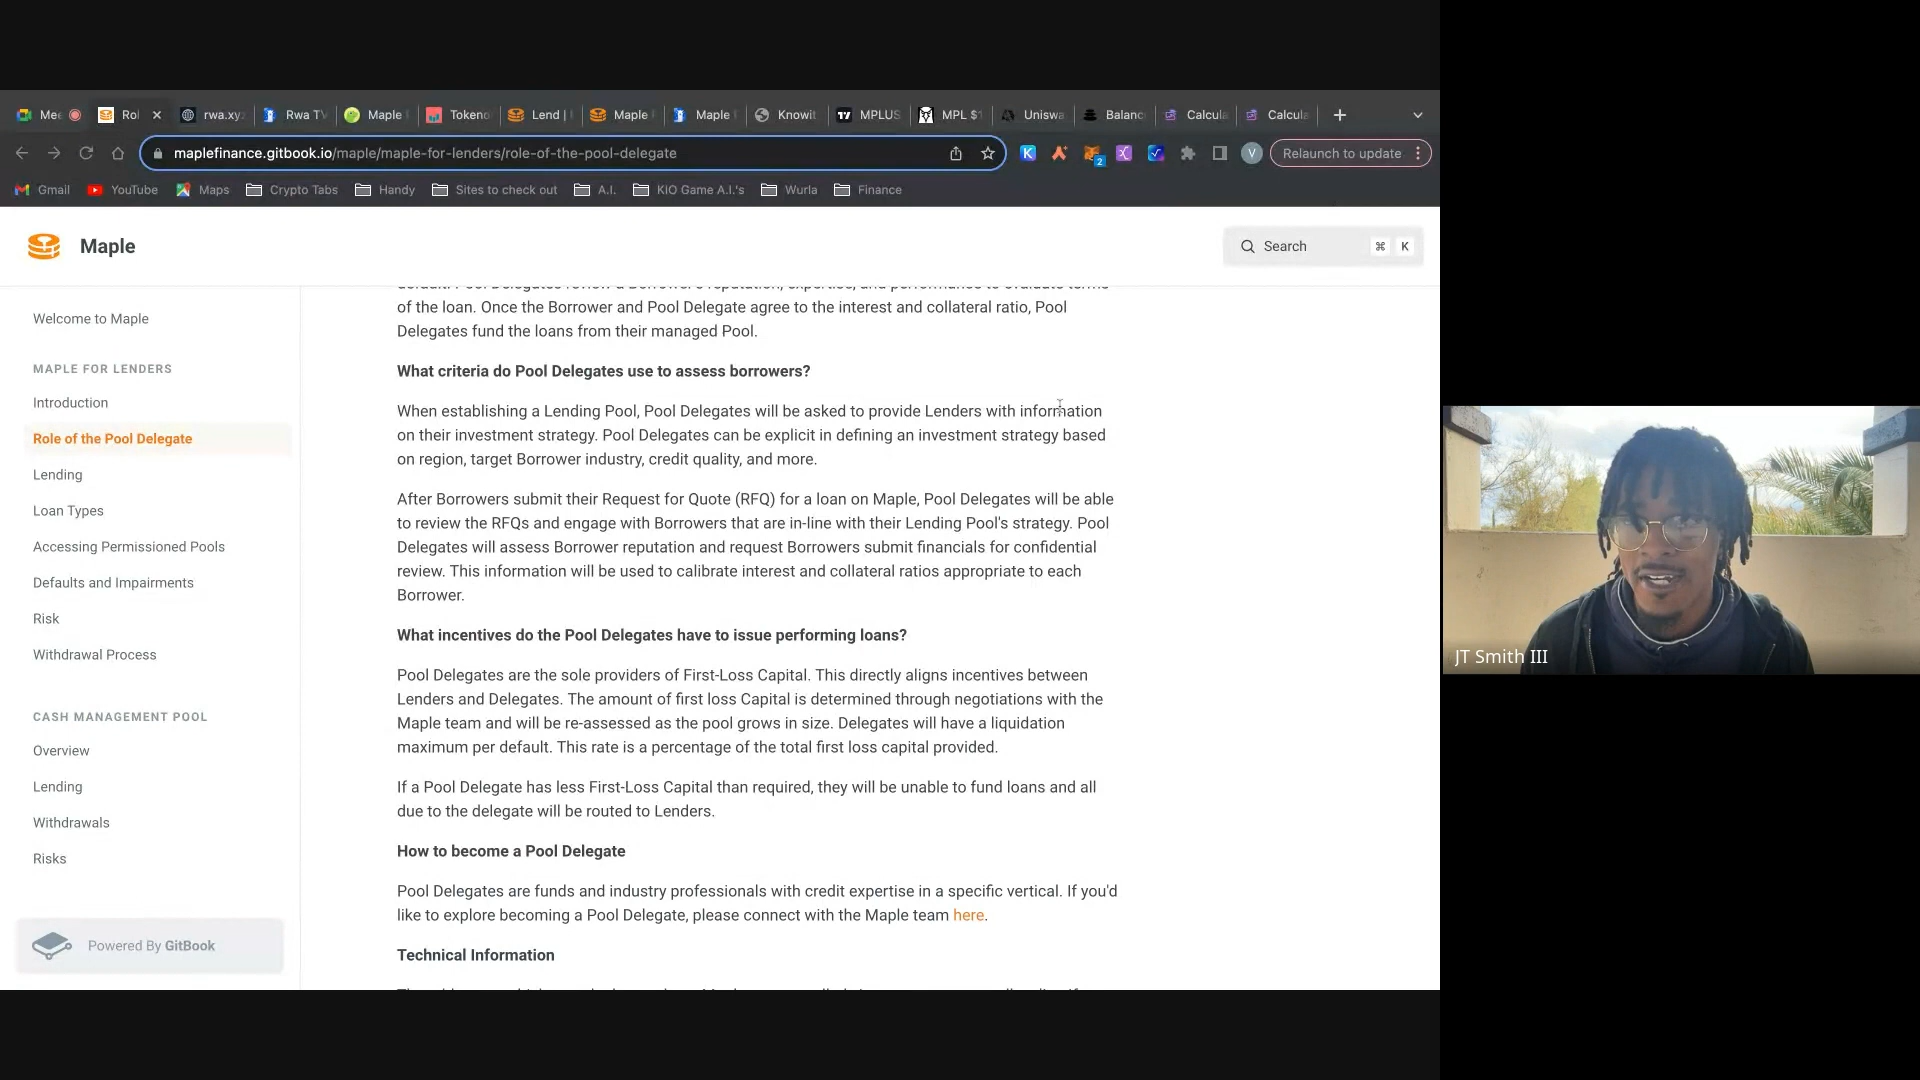 Mee
Rol
rwa.xy
Rwa TV
Maple
Tokeno
Lend |
Maple
Maple
Knowit
MPLUS
MPL $1
Uniswa
Balanc
Calcula
Calcula
maplefinance.gitbook.io/maple/maple-for-lenders/role-of-the-pool-delegate
2
V
Relaunch to update
Gmail
YouTube
Maps
Crypto Tabs
Handy
Sites to check out
A.I.
KIO Game A.I.'s
Wurla
Finance
Maple
Search
⌘ K
Welcome to Maple
MAPLE FOR LENDERS
Introduction
Role of the Pool Delegate
Lending
Loan Types
Accessing Permissioned Pools
Defaults and Impairments
Risk
Withdrawal Process
CASH MANAGEMENT POOL
Overview
Lending
Withdrawals
Risks
Powered By GitBook
default. Pool Delegates review a Borrower's reputation, expertise, and performance to evaluate terms
of the loan. Once the Borrower and Pool Delegate agree to the interest and collateral ratio, Pool
Delegates fund the loans from their managed Pool.
What criteria do Pool Delegates use to assess borrowers?
When establishing a Lending Pool, Pool Delegates will be asked to provide Lenders with information
on their investment strategy. Pool Delegates can be explicit in defining an investment strategy based
on region, target Borrower industry, credit quality, and more.
After Borrowers submit their Request for Quote (RFQ) for a loan on Maple, Pool Delegates will be able
to review the RFQs and engage with Borrowers that are in-line with their Lending Pool's strategy. Pool
Delegates will assess Borrower reputation and request Borrowers submit financials for confidential
review. This information will be used to calibrate interest and collateral ratios appropriate to each
Borrower.
What incentives do the Pool Delegates have to issue performing loans?
Pool Delegates are the sole providers of First-Loss Capital. This directly aligns incentives between
Lenders and Delegates. The amount of first loss Capital is determined through negotiations with the
Maple team and will be re-assessed as the pool grows in size. Delegates will have a liquidation
maximum per default. This rate is a percentage of the total first loss capital provided.
If a Pool Delegate has less First-Loss Capital than required, they will be unable to fund loans and all
due to the delegate will be routed to Lenders.
How to become a Pool Delegate
Pool Delegates are funds and industry professionals with credit expertise in a specific vertical. If you'd
like to explore becoming a Pool Delegate, please connect with the Maple team here.
Technical Information
JT Smith III